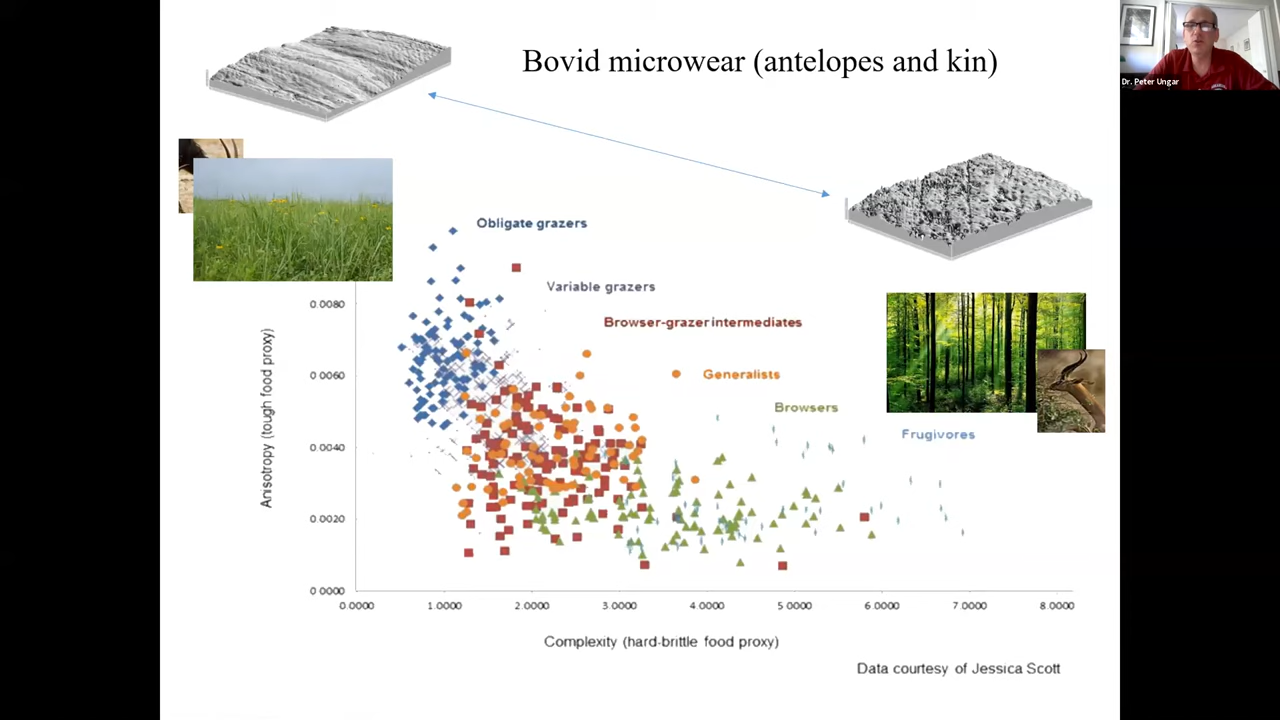 Bovid microwear (antelopes and kin)
Dr. Peter Ungar
Obligate grazers
Variable grazers
Browser-grazer intermediates
Generalists
Browsers
Frugivores
Anisotropy (tough food proxy)
0.0080
0.0060
0.0040
0.0020
0.0000
0.0000 1.0000 2.0000 3.0000 4.0000 5.0000 6.0000 7.0000 8.0000
Complexity (hard-brittle food proxy)
Data courtesy of Jessica Scott